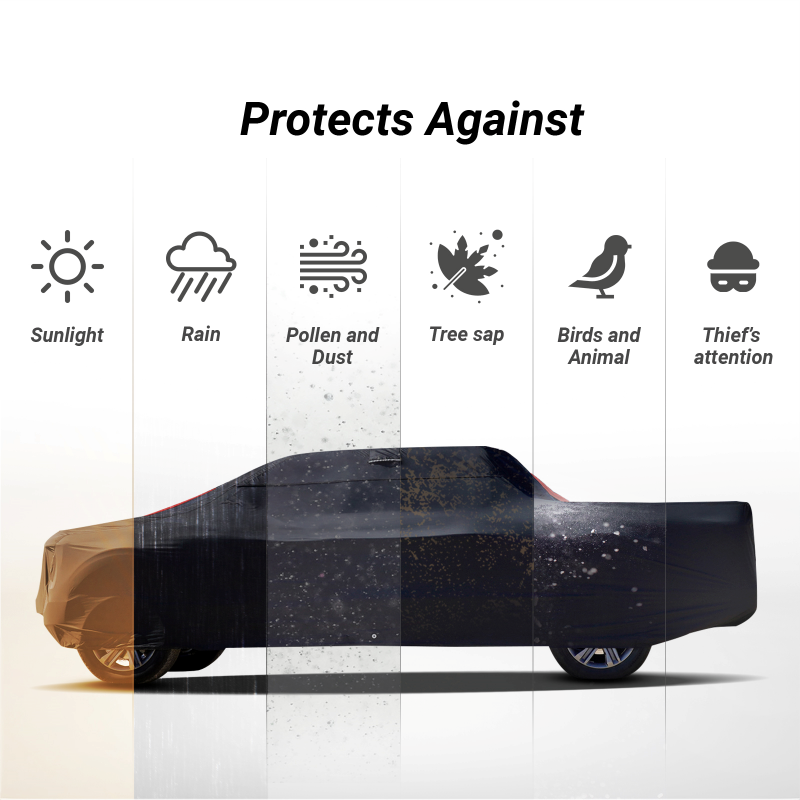 Protects Against
Sunlight
Rain
Pollen and
Dust
Tree sap
Birds and
Animal
Thief's
attention